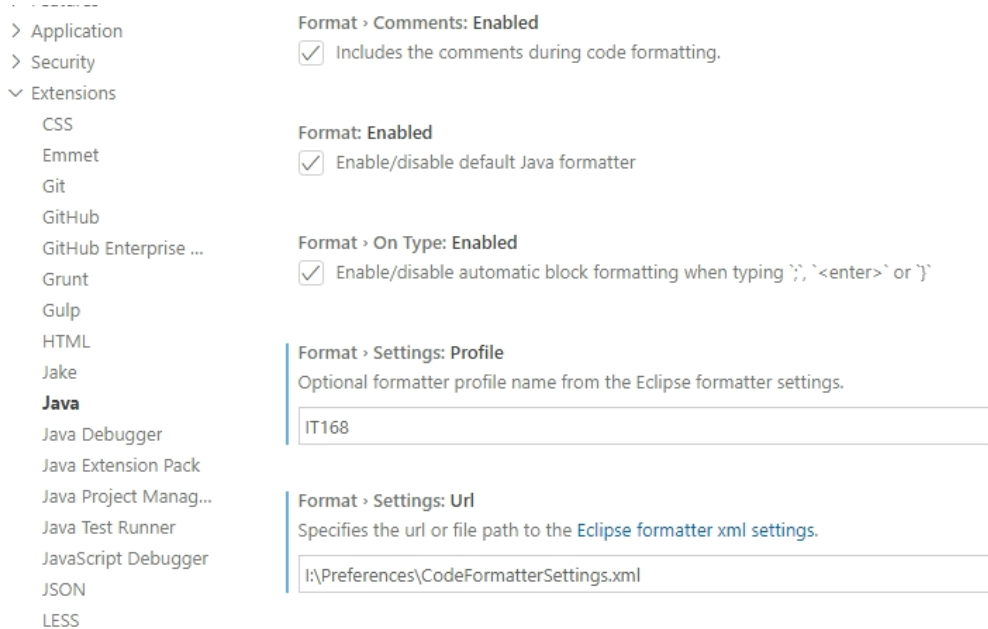 Application
Security
Extensions
CSS
Emmet
Git
GitHub
GitHub Enterprise ...
Grunt
Gulp
HTML
Jake
Java
Java Debugger
Java Extension Pack
Java Project Manag...
Java Test Runner
JavaScript Debugger
JSON
LESS
Format › Comments: Enabled
Includes the comments during code formatting.
Format: Enabled
Enable/disable default Java formatter
Format › On Type: Enabled
Enable/disable automatic block formatting when typing `;`, `<enter>` or `}`
Format › Settings: Profile
Optional formatter profile name from the Eclipse formatter settings.
IT168
Format › Settings: Url
Specifies the url or file path to the Eclipse formatter xml settings.
I:\Preferences\CodeFormatterSettings.xml